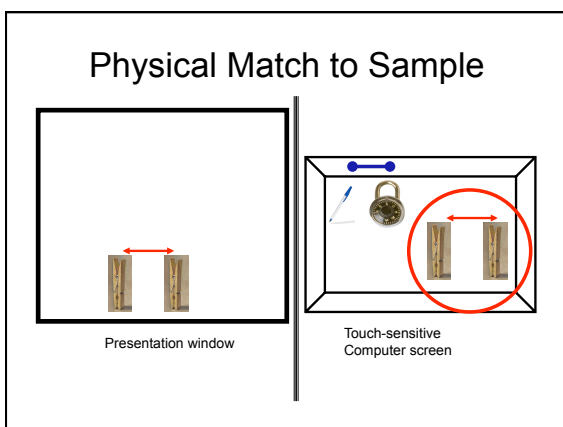 Physical Match to Sample
Presentation window
Touch-sensitive
Computer screen